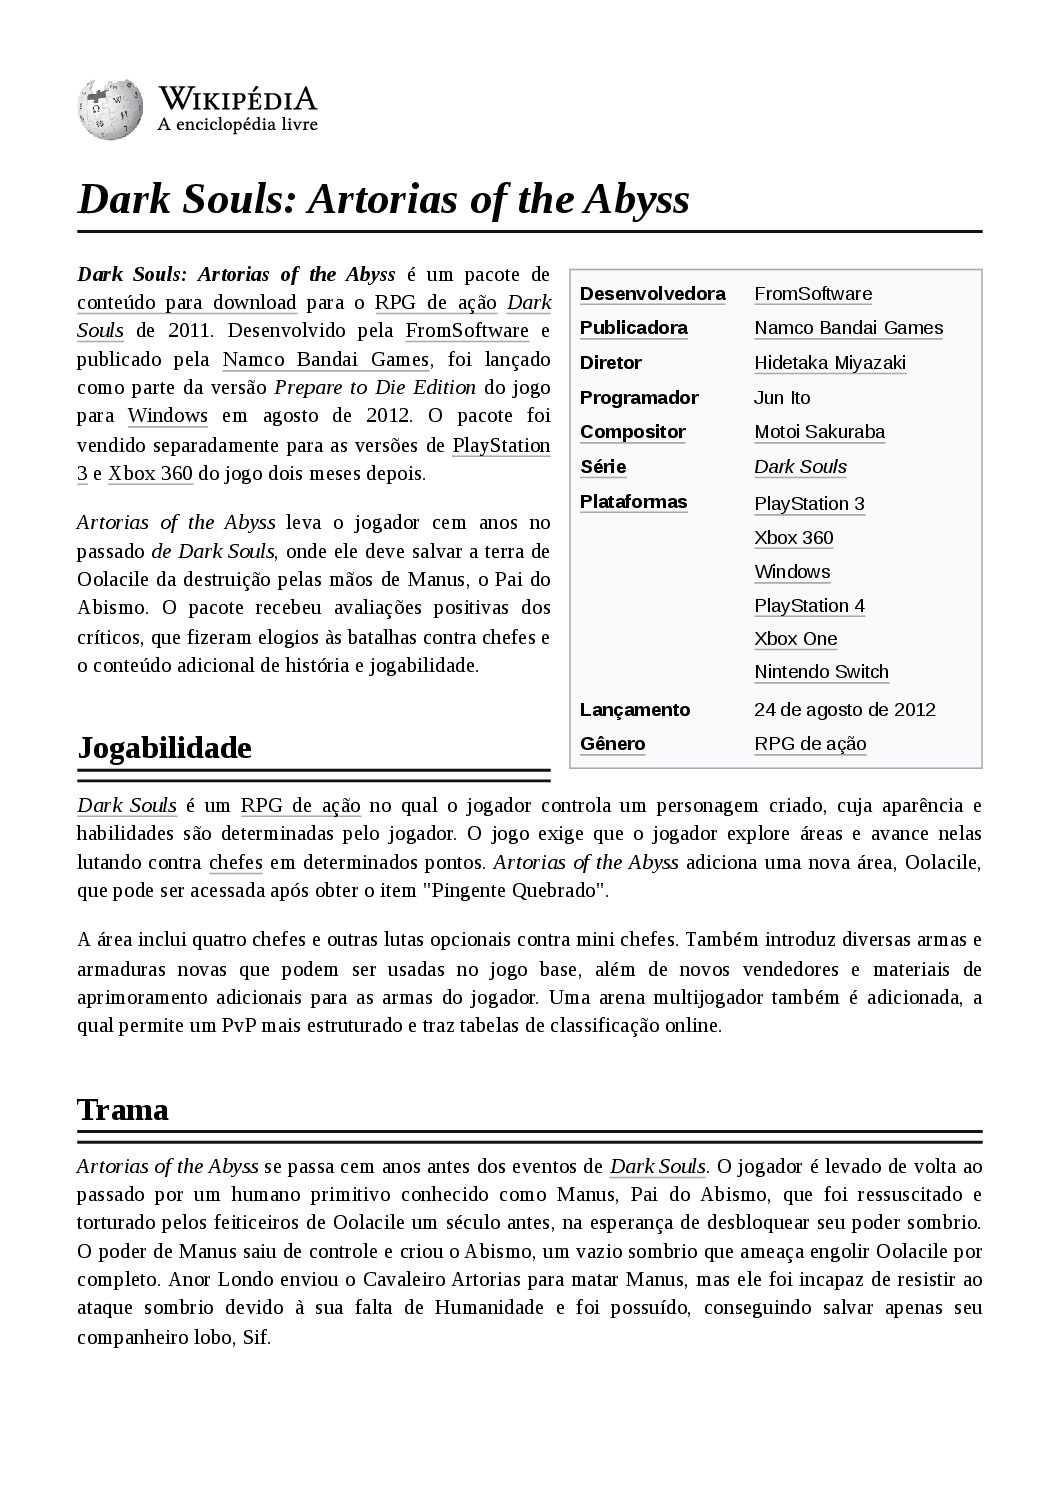 WIKIPÉDIA
A enciclopédia livre
Dark Souls: Artorias of the Abyss
Dark Souls: Artorias of the Abyss é um pacote de
conteúdo para download para o RPG de ação Dark
Souls de 2011. Desenvolvido pela FromSoftware e
publicado pela Namco Bandai Games, foi lançado
como parte da versão Prepare to Die Edition do jogo
para Windows em agosto de 2012. O pacote foi
vendido separadamente para as versões de PlayStation
3 e Xbox 360 do jogo dois meses depois.
Artorias of the Abyss leva o jogador cem anos no
passado de Dark Souls, onde ele deve salvar a terra de
Oolacile da destruição pelas mãos de Manus, o Pai do
Abismo. O pacote recebeu avaliações positivas dos
críticos, que fizeram elogios às batalhas contra chefes e
o conteúdo adicional de história e jogabilidade.
Desenvolvedora FromSoftware
Publicadora Namco Bandai Games
Diretor Hidetaka Miyazaki
Programador Jun Ito
Compositor Motoi Sakuraba
Série Dark Souls
Plataformas PlayStation 3
Xbox 360
Windows
PlayStation 4
Xbox One
Nintendo Switch
Lançamento 24 de agosto de 2012
Gênero RPG de ação
Jogabilidade
Dark Souls é um RPG de ação no qual o jogador controla um personagem criado, cuja aparência e
habilidades são determinadas pelo jogador. O jogo exige que o jogador explore áreas e avance nelas
lutando contra chefes em determinados pontos. Artorias of the Abyss adiciona uma nova área, Oolacile,
que pode ser acessada após obter o item "Pingente Quebrado".
A área inclui quatro chefes e outras lutas opcionais contra mini chefes. Também introduz diversas armas e
armaduras novas que podem ser usadas no jogo base, além de novos vendedores e materiais de
aprimoramento adicionais para as armas do jogador. Uma arena multijogador também é adicionada, a
qual permite um PvP mais estruturado e traz tabelas de classificação online.
Trama
Artorias of the Abyss se passa cem anos antes dos eventos de Dark Souls. O jogador é levado de volta ao
passado por um humano primitivo conhecido como Manus, Pai do Abismo, que foi ressuscitado e
torturado pelos feiticeiros de Oolacile um século antes, na esperança de desbloquear seu poder sombrio.
O poder de Manus saiu de controle e criou o Abismo, um vazio sombrio que ameaça engolir Oolacile por
completo. Anor Londo enviou o Cavaleiro Artorias para matar Manus, mas ele foi incapaz de resistir ao
ataque sombrio devido à sua falta de Humanidade e foi possuído, conseguindo salvar apenas seu
companheiro lobo, Sif.